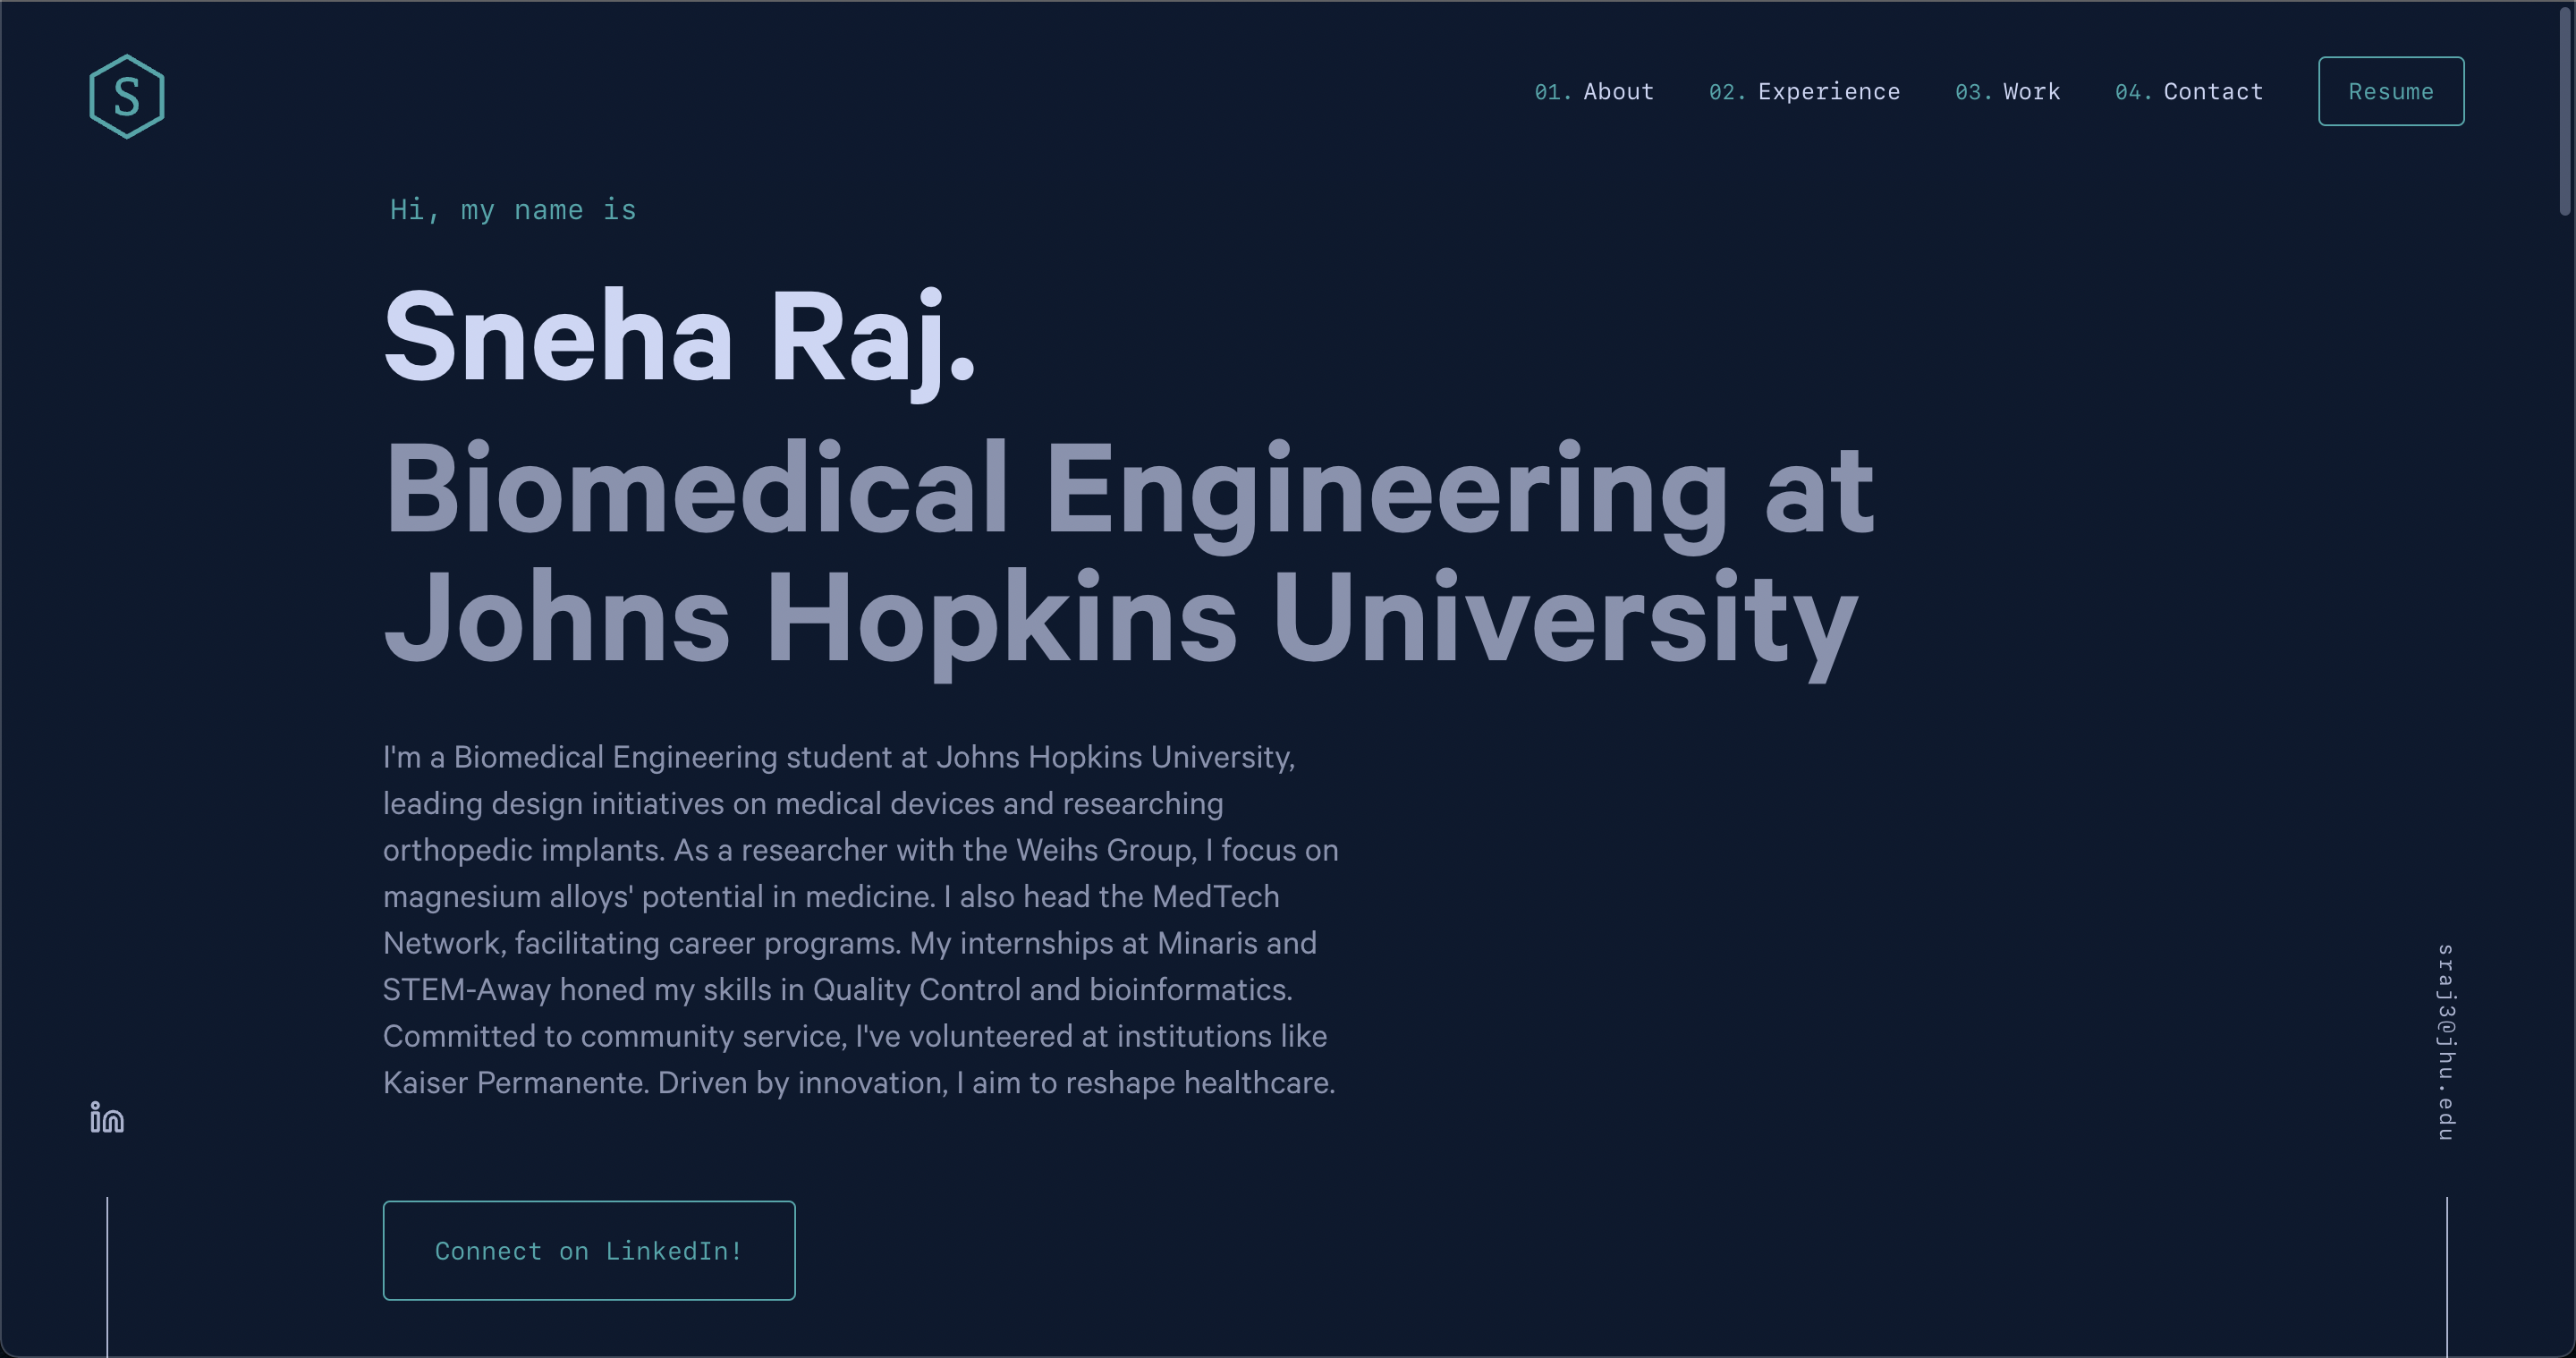 S
01. About 02. Experience 03. Work 04. Contact Resume
Hi, my name is
Sneha Raj.
Biomedical Engineering at
Johns Hopkins University
I'm a Biomedical Engineering student at Johns Hopkins University,
leading design initiatives on medical devices and researching
orthopedic implants. As a researcher with the Weihs Group, I focus on
magnesium alloys' potential in medicine. I also head the MedTech
Network, facilitating career programs. My internships at Minaris and
STEM-Away honed my skills in Quality Control and bioinformatics.
Committed to community service, I've volunteered at institutions like
Kaiser Permanente. Driven by innovation, I aim to reshape healthcare.
in
sraj3@jhu.edu
Connect on LinkedIn!